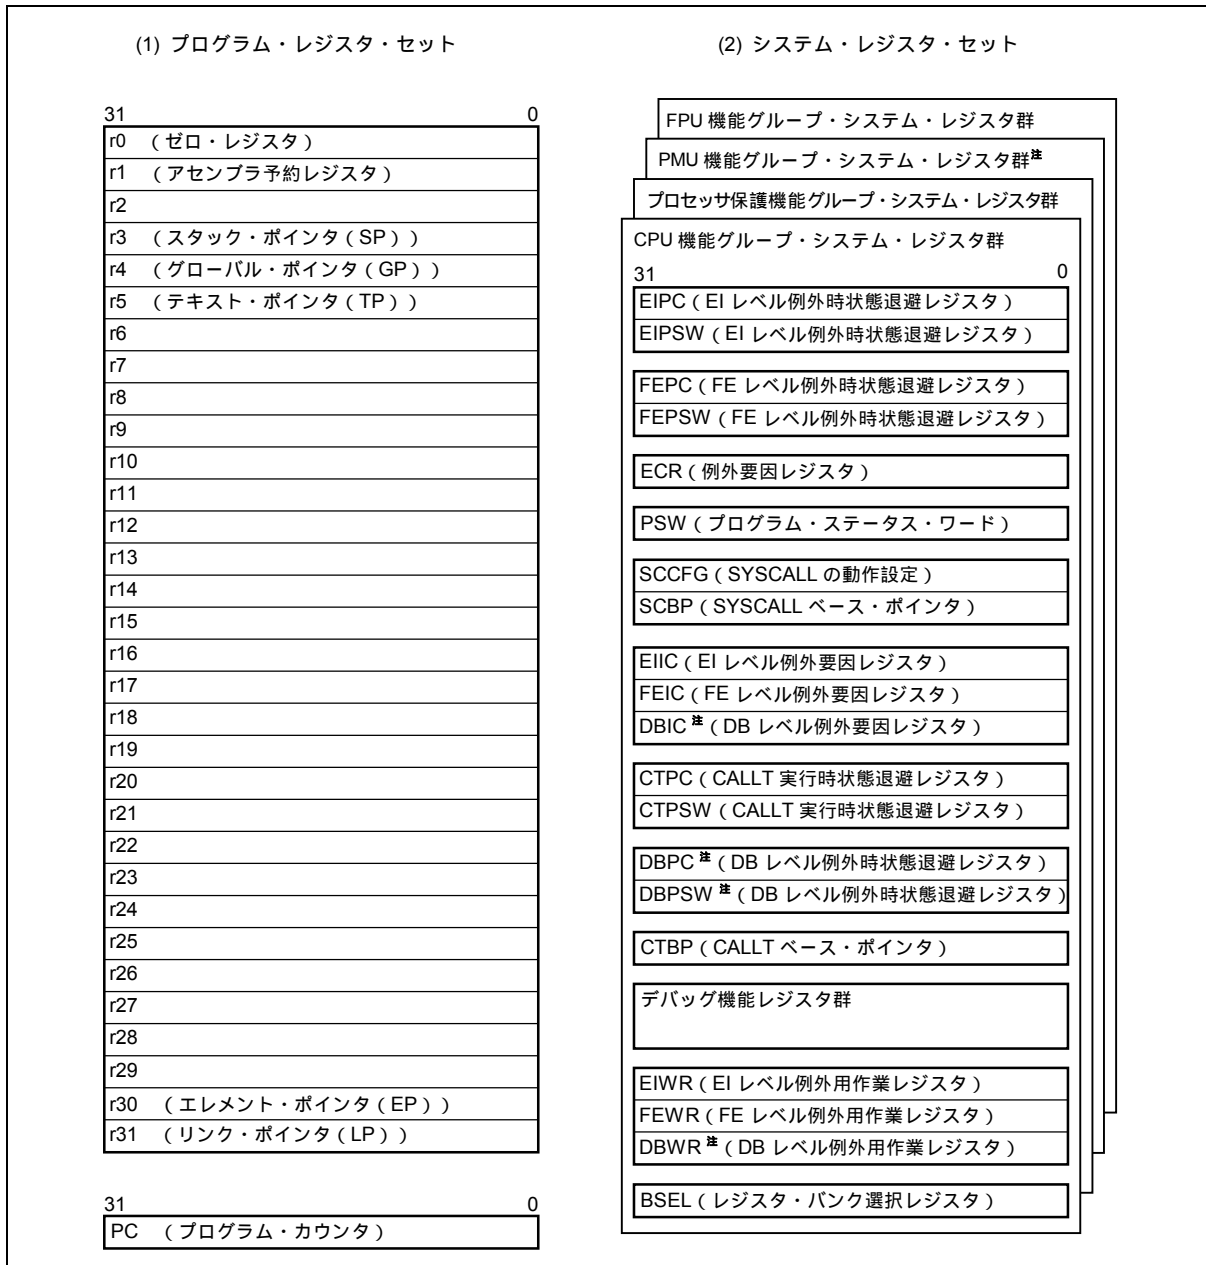 (1) プログラム・レジスタ・セット
31 0
r0 (ゼロ・レジスタ)
r1 (アセンブラ予約レジスタ)
r2
r3 (スタック・ポインタ(SP))
r4 (グローバル・ポインタ(GP))
r5 (テキスト・ポインタ(TP))
r6
r7
r8
r9
r10
r11
r12
r13
r14
r15
r16
r17
r18
r19
r20
r21
r22
r23
r24
r25
r26
r27
r28
r29
r30 (エレメント・ポインタ(EP))
r31 (リンク・ポインタ(LP))
31 0
PC (プログラム・カウンタ)
(2) システム・レジスタ・セット
FPU 機能グループ・システム・レジスタ群
PMU 機能グループ・システム・レジスタ群注
プロセッサ保護機能グループ・システム・レジスタ群
CPU 機能グループ・システム・レジスタ群
31 0
EIPC(EI レベル例外時状態退避レジスタ)
EIPSW(EI レベル例外時状態退避レジスタ)
FEPC(FE レベル例外時状態退避レジスタ)
FEPSW(FE レベル例外時状態退避レジスタ)
ECR(例外要因レジスタ)
PSW(プログラム・ステータス・ワード)
SCCFG(SYSCALL の動作設定)
SCBP(SYSCALL ベース・ポインタ)
EIIC(EI レベル例外要因レジスタ)
FEIC(FE レベル例外要因レジスタ)
DBIC注(DB レベル例外要因レジスタ)
CTPC(CALLT 実行時状態退避レジスタ)
CTPSW(CALLT 実行時状態退避レジスタ)
DBPC注(DB レベル例外時状態退避レジスタ)
DBPSW注(DB レベル例外時状態退避レジスタ)
CTBP(CALLT ベース・ポインタ)
デバッグ機能レジスタ群
EIWR(EI レベル例外用作業レジスタ)
FEWR(FE レベル例外用作業レジスタ)
DBWR注(DB レベル例外用作業レジスタ)
BSEL(レジスタ・バンク選択レジスタ)